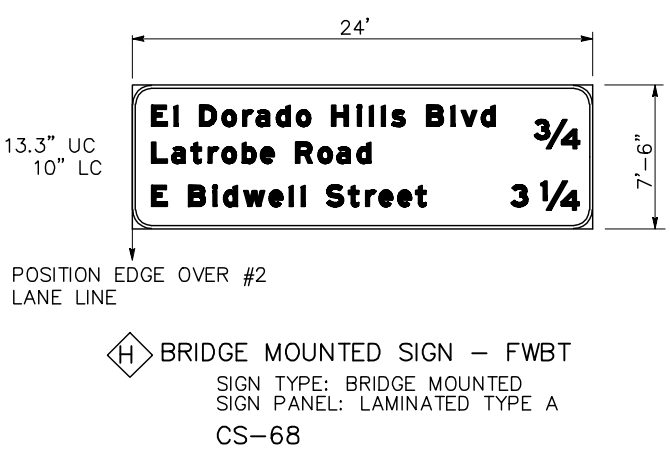 24'
El Dorado Hills Blvd 3/4
Latrobe Road
E Bidwell Street 3 1/4
13.3" UC
10" LC
7'-6"
POSITION EDGE OVER #2
LANE LINE
H BRIDGE MOUNTED SIGN - FWBT
SIGN TYPE: BRIDGE MOUNTED
SIGN PANEL: LAMINATED TYPE A
CS-68